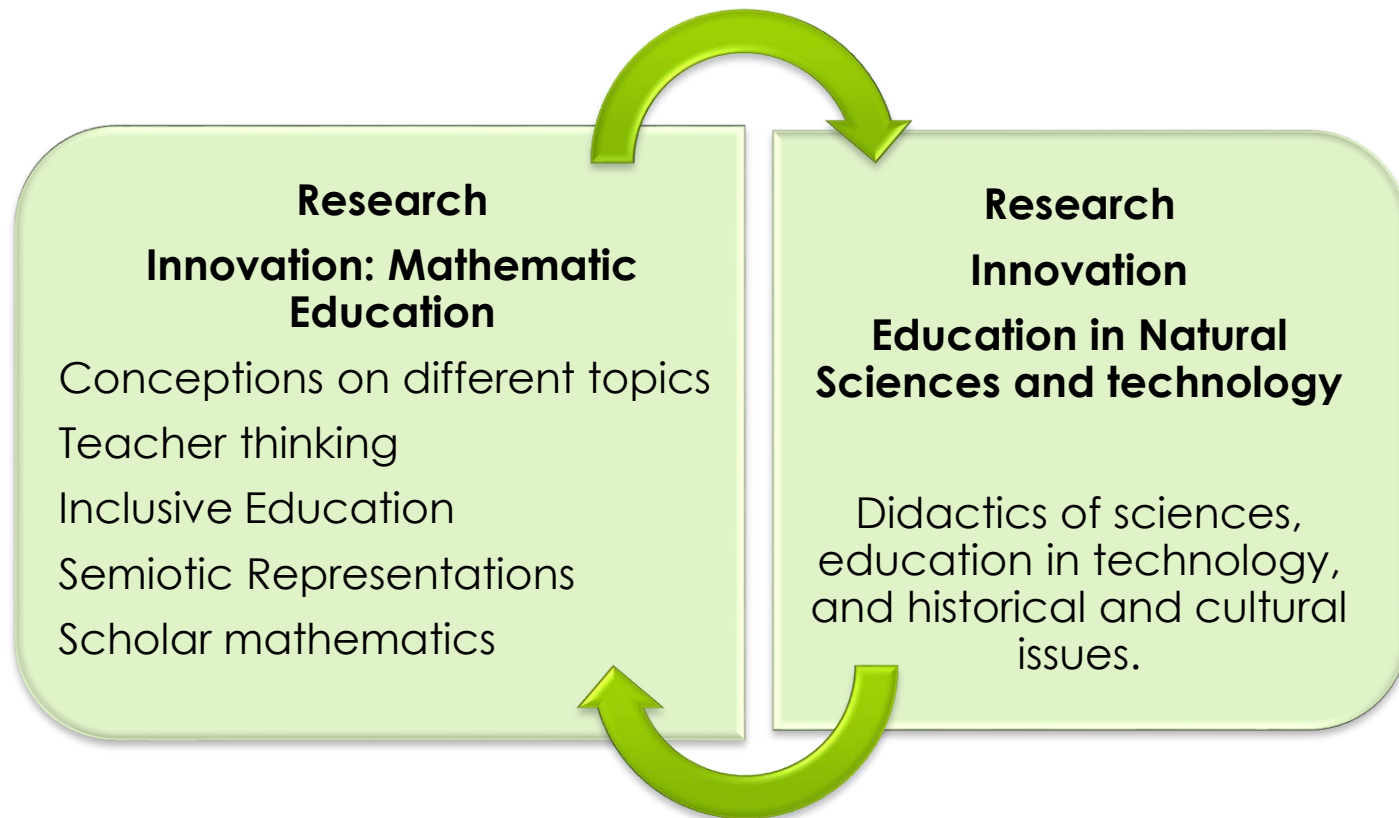 Research
Innovation: Mathematic
Education
Conceptions on different topics
Teacher thinking
Inclusive Education
Semiotic Representations
Scholar mathematics
Research
Innovation
Education in Natural
Sciences and technology
Didactics of sciences,
education in technology,
and historical and cultural
issues.